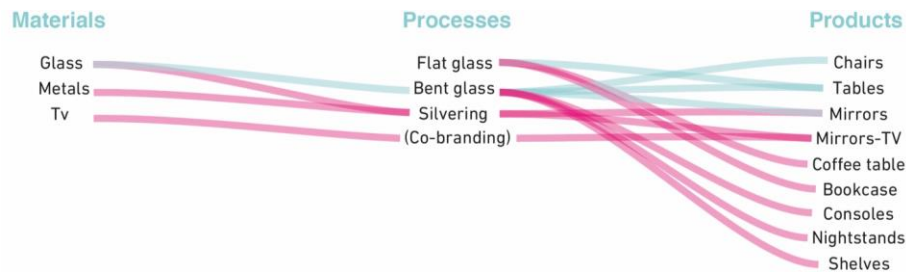 Materials
Processes
Products
Glass
Metals
Tv
Flat glass
Bent glass
Silvering
(Co-branding)
Chairs
Tables
Mirrors
Mirrors-TV
Coffee table
Bookcase
Consoles
Nightstands
Shelves